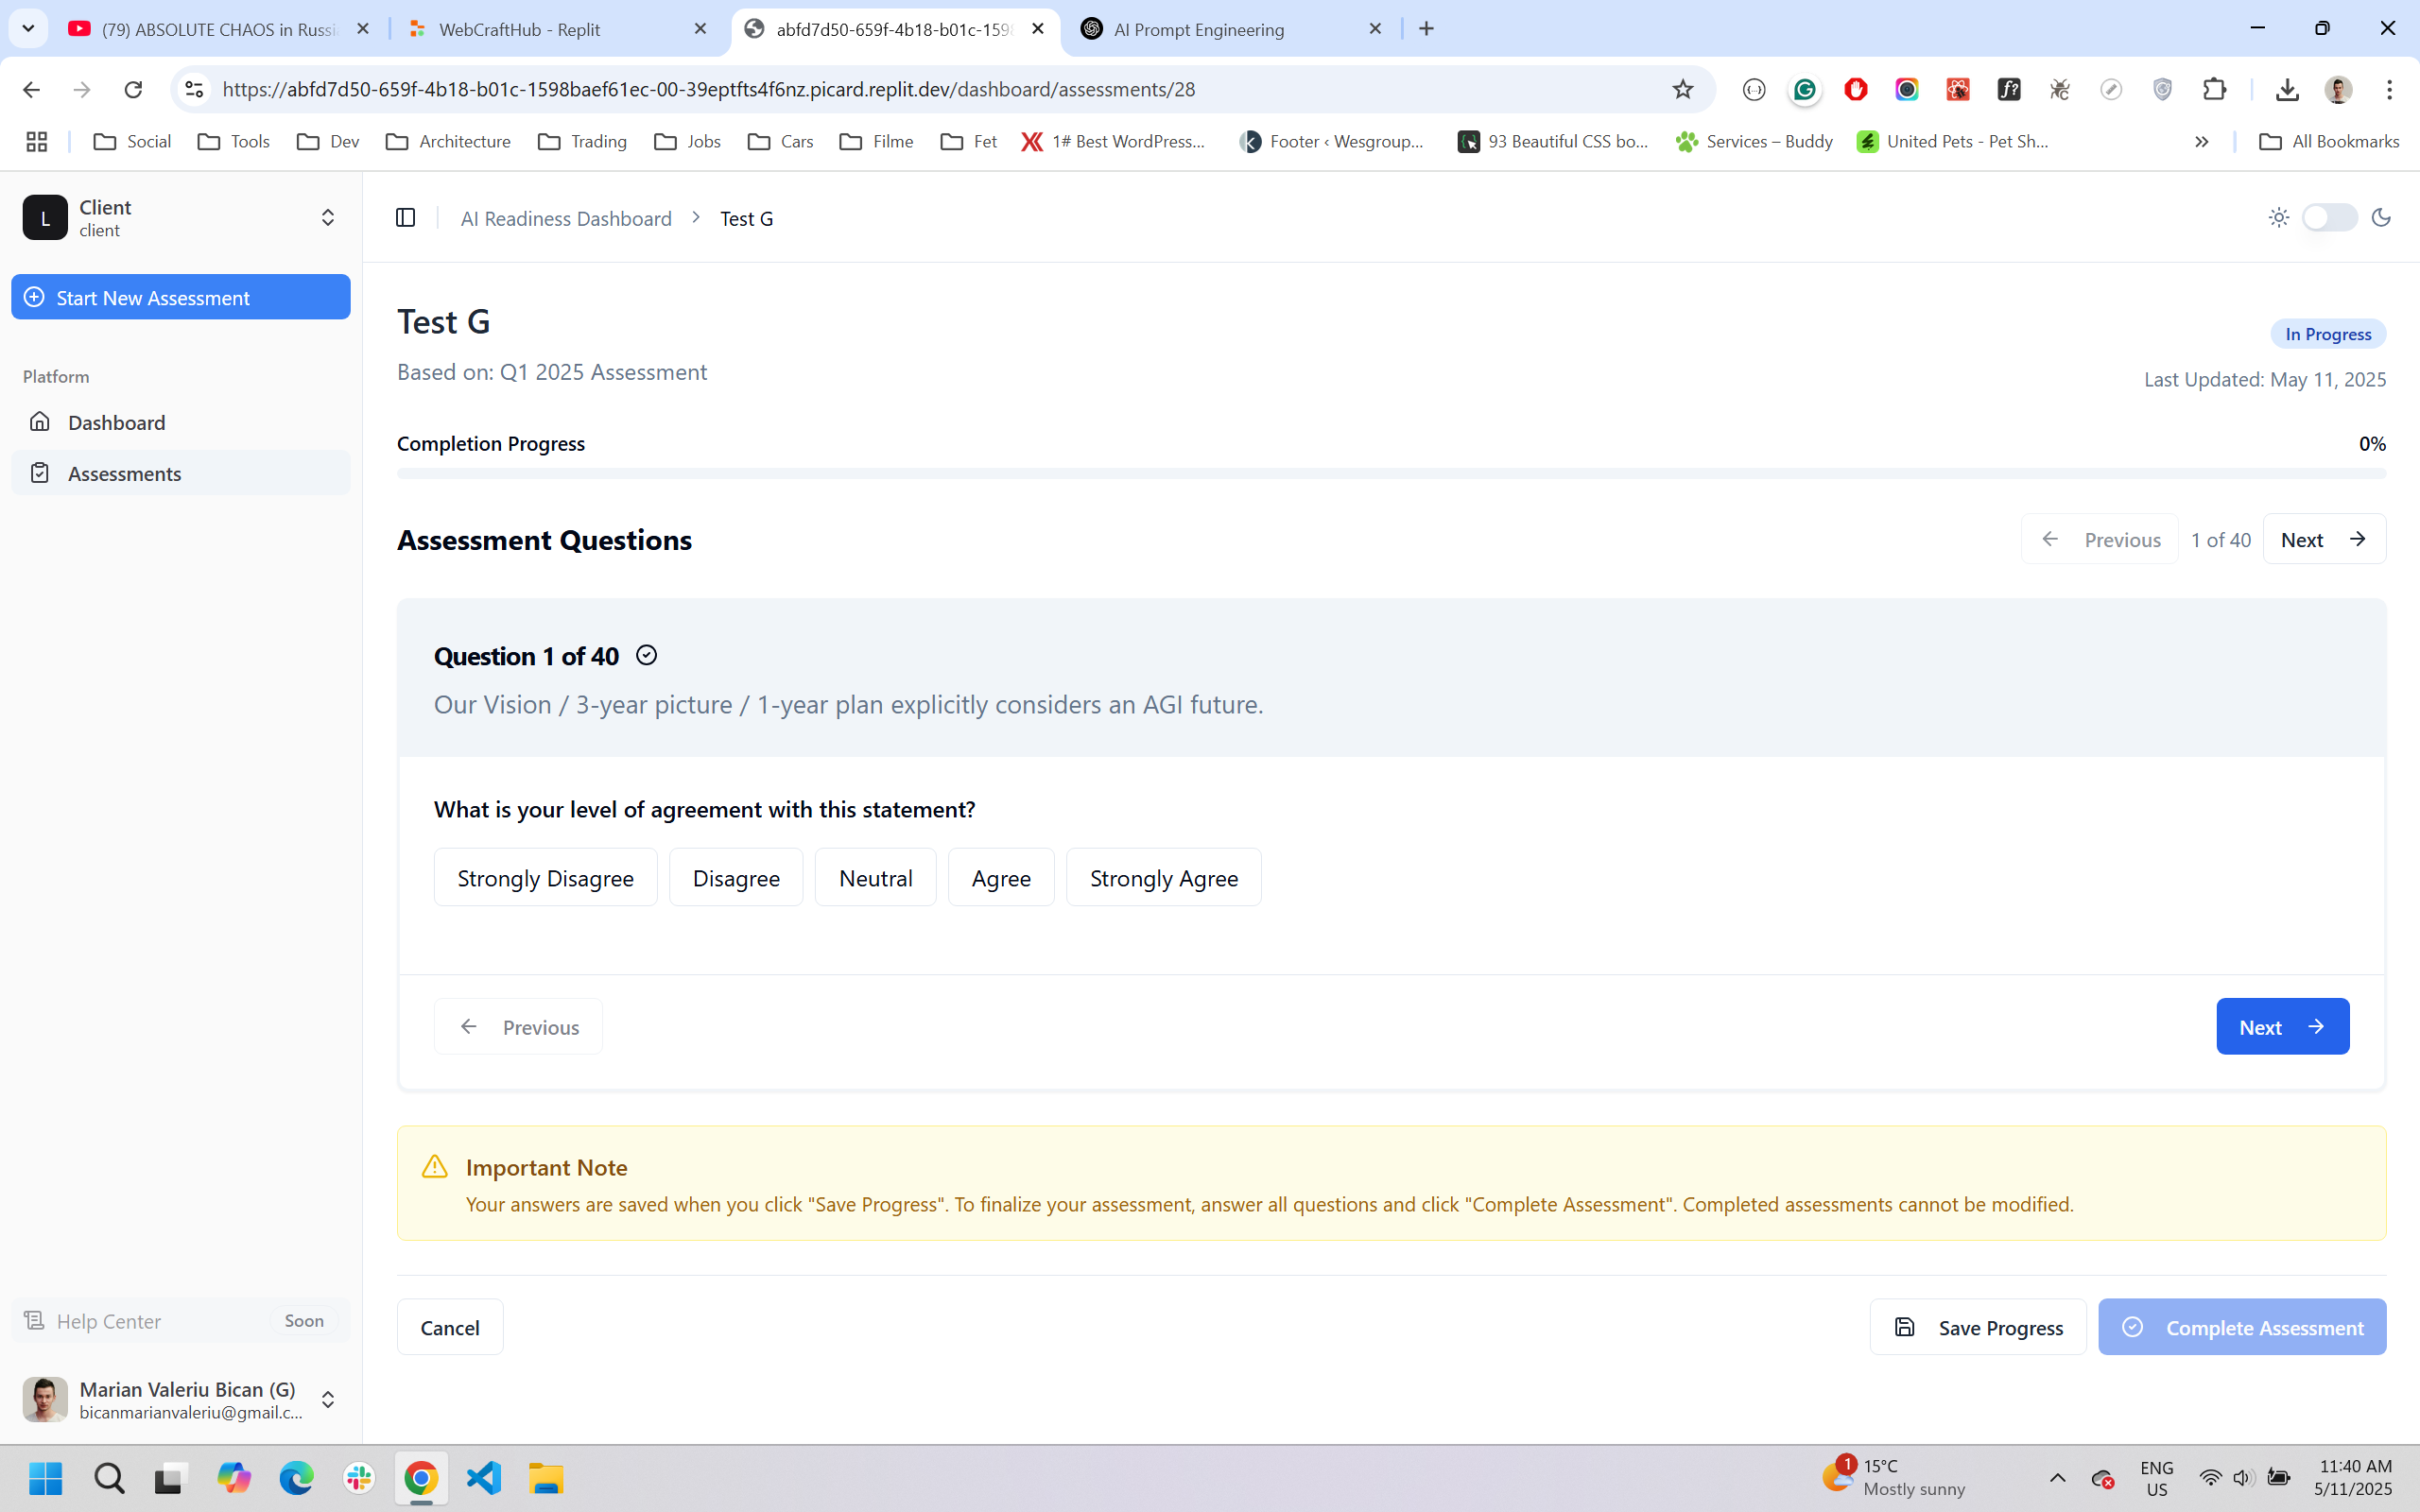 (79) ABSOLUTE CHAOS in Russi
WebCraftHub - Replit
abfd7d50-659f-4b18-b01c-159
AI Prompt Engineering
https://abfd7d50-659f-4b18-b01c-1598baef61ec-00-39eptfts4f6nz.picard.replit.dev/dashboard/assessments/28
Social
Tools
Dev
Architecture
Trading
Jobs
Cars
Filme
Fet
1# Best WordPress...
Footer ‹ Wesgroup...
93 Beautiful CSS bo...
Services – Buddy
United Pets - Pet Sh...
All Bookmarks
L
Client
client
Start New Assessment
Platform
Dashboard
Assessments
Help Center
Soon
Marian Valeriu Bican (G)
bicanmarianvaleriu@gmail.c...
AI Readiness Dashboard
Test G
Test G
In Progress
Based on: Q1 2025 Assessment
Last Updated: May 11, 2025
Completion Progress
0%
Assessment Questions
Previous
1 of 40
Next
Question 1 of 40
Our Vision / 3-year picture / 1-year plan explicitly considers an AGI future.
What is your level of agreement with this statement?
Strongly Disagree
Disagree
Neutral
Agree
Strongly Agree
Previous
Next
Important Note
Your answers are saved when you click "Save Progress". To finalize your assessment, answer all questions and click "Complete Assessment". Completed assessments cannot be modified.
Cancel
Save Progress
Complete Assessment
1
15°C
Mostly sunny
ENG
US
11:40 AM
5/11/2025